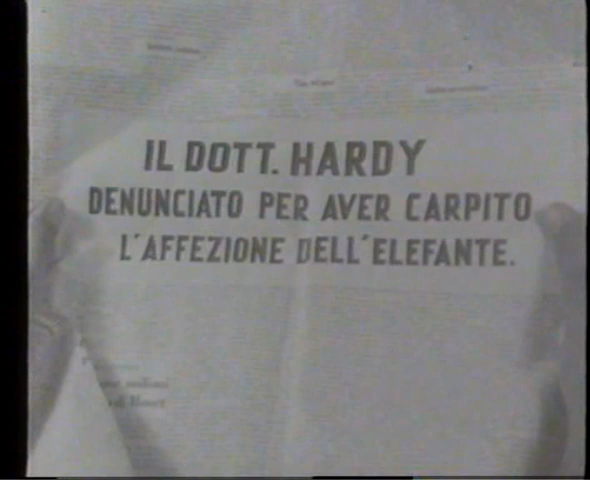 IL DOTT. HARDY
DENUNCIATO PER AVER CARPITO
L'AFFEZIONE DELL'ELEFANTE.